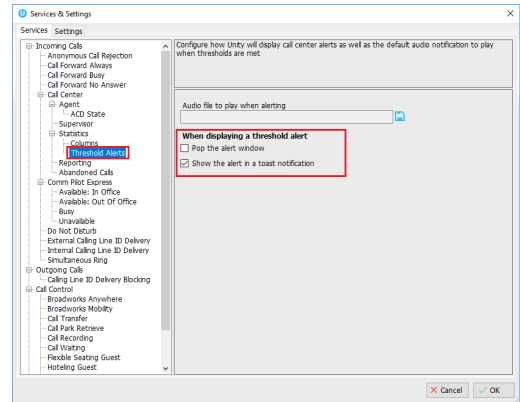 Services & Settings
Services Settings
Incoming Calls
Anonymous Call Rejection
Call Forward Always
Call Forward Busy
Call Forward No Answer
Call Center
Agent
ACD State
Supervisor
Statistics
Columns
Threshold Alerts
Reporting
Abandoned Calls
Comm Pilot Express
Available: In Office
Available: Out Of Office
Busy
Unavailable
Do Not Disturb
External Calling Line ID Delivery
Internal Calling Line ID Delivery
Simultaneous Ring
Outgoing Calls
Calling Line ID Delivery Blocking
Call Control
Broadworks Anywhere
Broadworks Mobility
Call Transfer
Call Park Retrieve
Call Recording
Call Waiting
Flexible Seating Guest
Hoteling Guest
Configure how Unity will display call center alerts as well as the default audio notification to play
when thresholds are met
Audio file to play when alerting
When displaying a threshold alert
Pop the alert window
Show the alert in a toast notification
Cancel OK